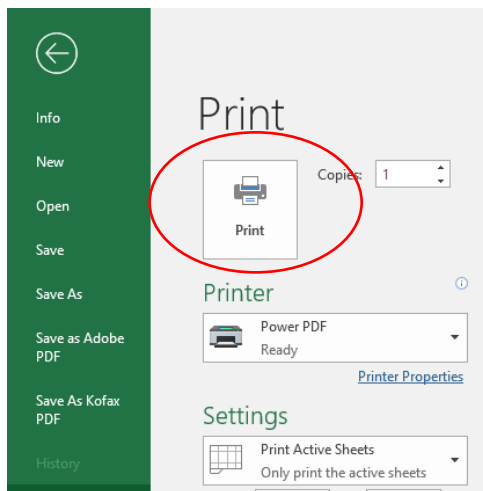 Info
New
Open
Save
Save As
Save as Adobe
PDF
Save As Kofax
PDF
History
Print
Copies: 1
Print
Printer
Power PDF
Ready
Printer Properties
Settings
Print Active Sheets
Only print the active sheets